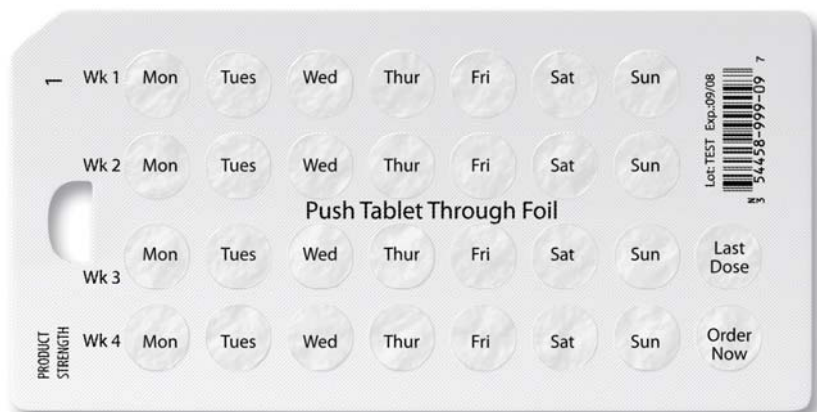 1
Wk 1 Mon Tues Wed Thur Fri Sat Sun
Lot: TEST Exp.:09/08
N 3 54458-999-09 7
Wk 2 Mon Tues Wed Thur Fri Sat Sun
Push Tablet Through Foil
Wk 3 Mon Tues Wed Thur Fri Sat Sun
Last
Dose
Wk 4 Mon Tues Wed Thur Fri Sat Sun
Order
Now
PRODUCT
STRENGTH